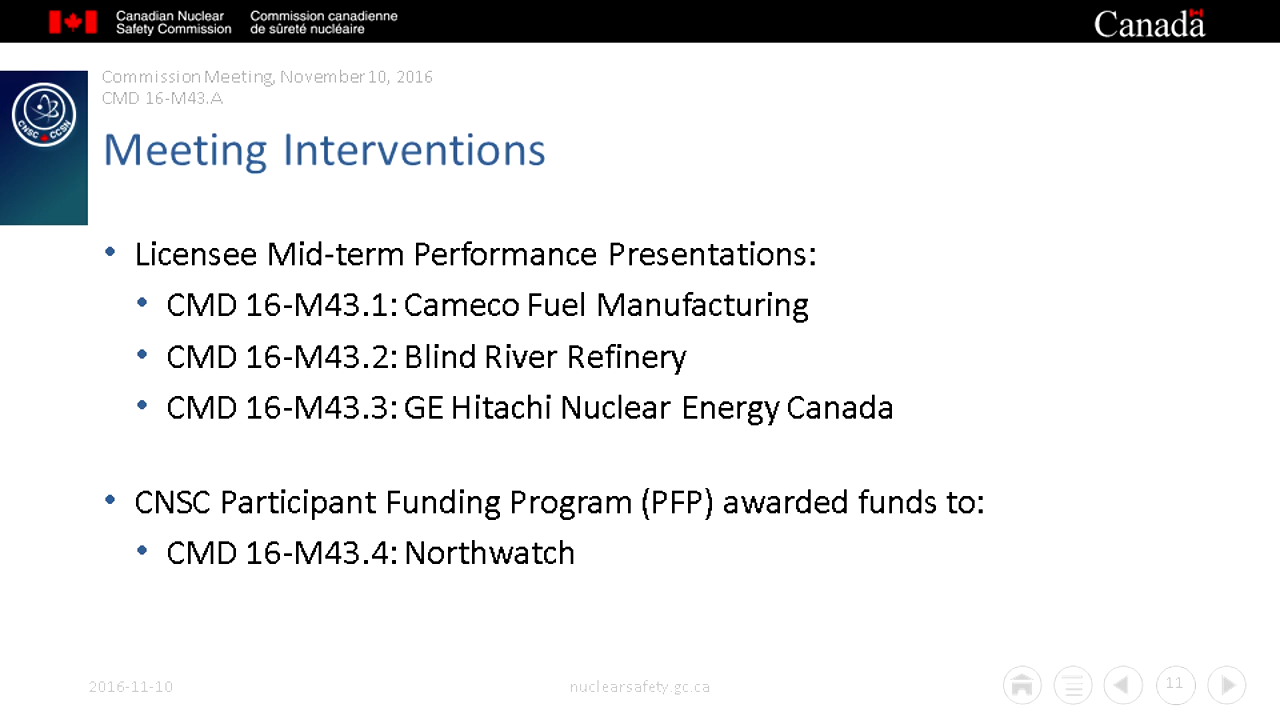 Canadian Nuclear Safety Commission
Commission canadienne de sûreté nucléaire
Canada
Commission Meeting, November 10, 2016
CMD 16-M43.A
CNSC CCSN
Meeting Interventions
• Licensee Mid-term Performance Presentations:
• CMD 16-M43.1: Cameco Fuel Manufacturing
• CMD 16-M43.2: Blind River Refinery
• CMD 16-M43.3: GE Hitachi Nuclear Energy Canada
• CNSC Participant Funding Program (PFP) awarded funds to:
• CMD 16-M43.4: Northwatch
2016-11-10
nuclearsafety.gc.ca
11